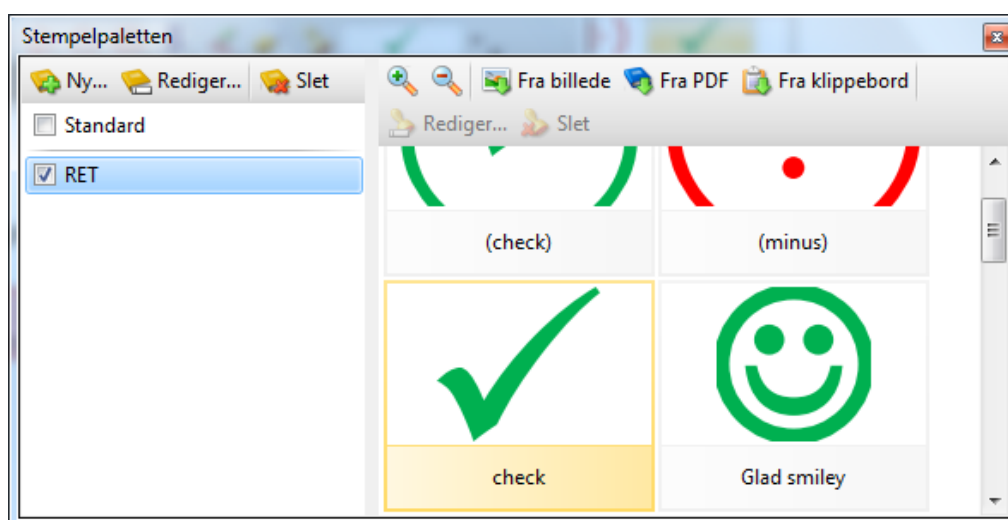 Stempelpaletten
Ny... Rediger... Slet
Fra billede Fra PDF Fra klippebord
Rediger... Slet
Standard
RET
(check) (minus)
check Glad smiley